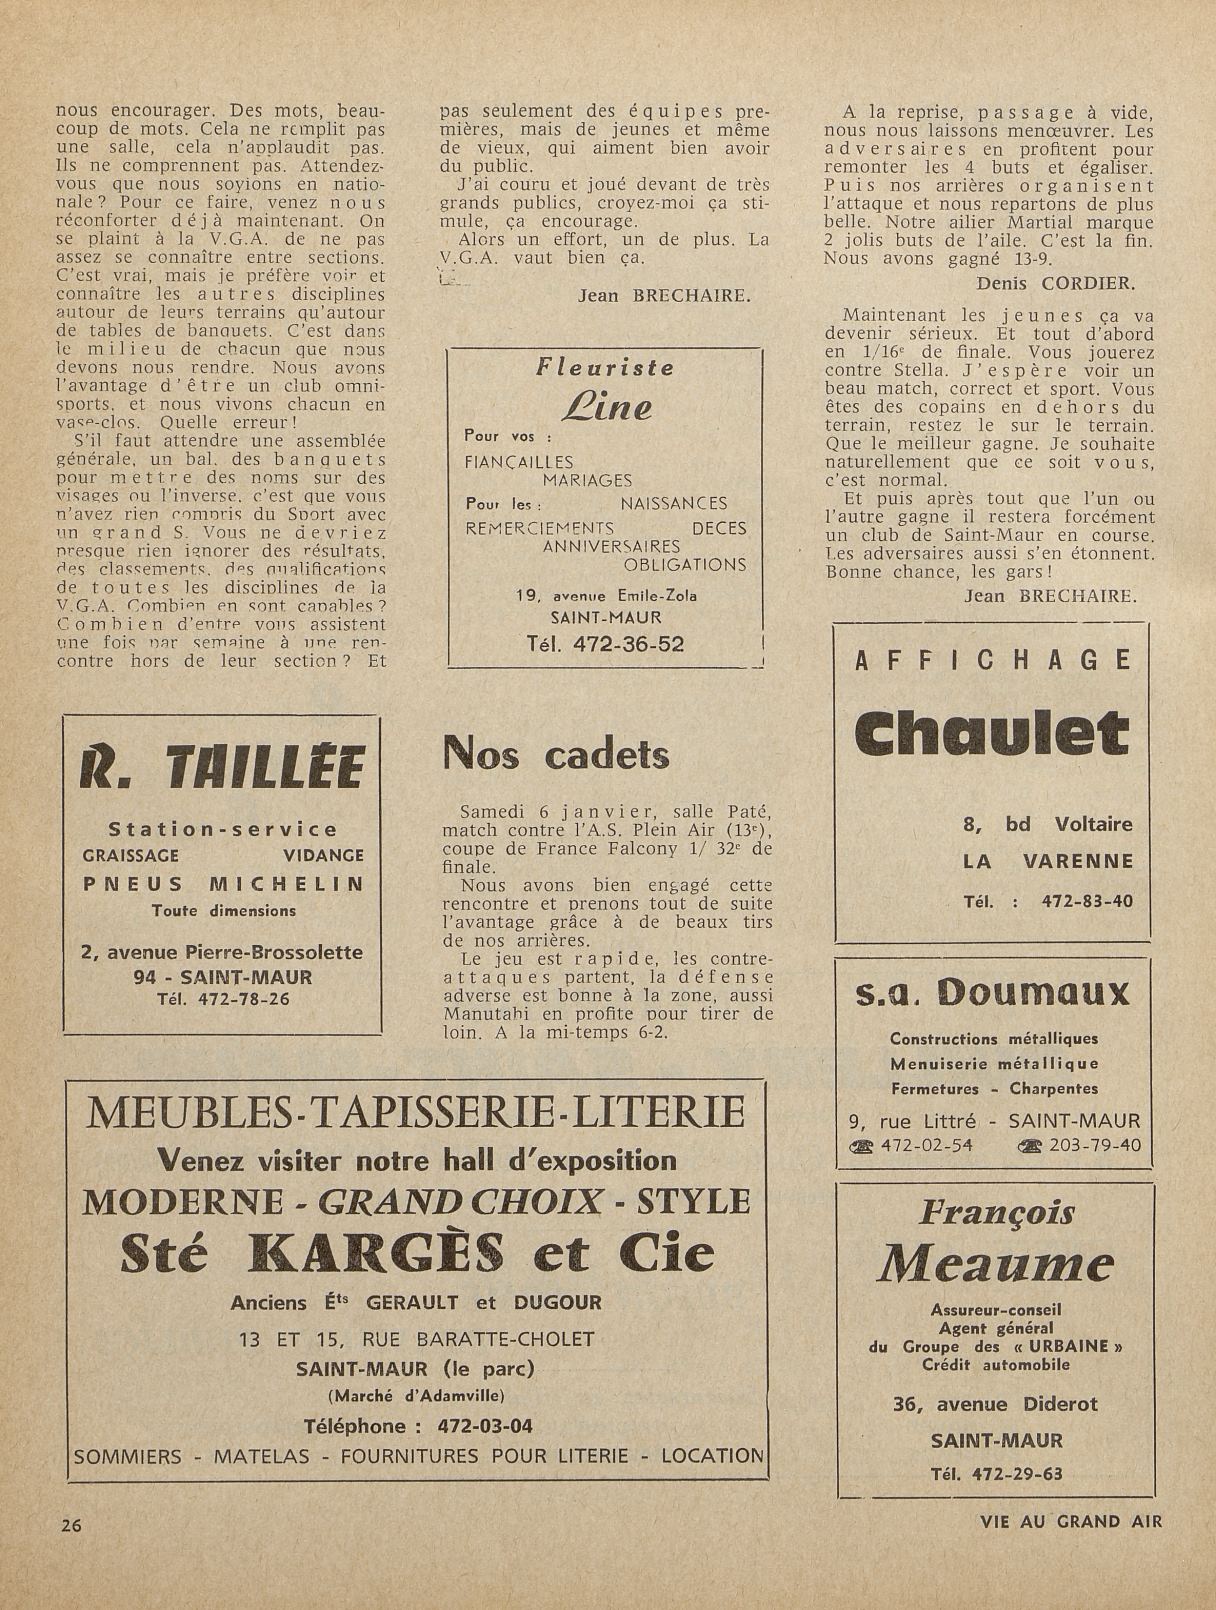 nous encourager. Des mots, beau-
coup de mots. Cela ne remplit pas
une salle, cela n'applaudit pas.
Ils ne comprennent pas. Attendez-
vous que nous soyions en natio-
nale ? Pour ce faire, venez nous
réconforter déjà maintenant. On
se plaint à la V.G.A. de ne pas
assez se connaître entre sections.
C'est vrai, mais je préfère voir et
connaître les autres disciplines
autour de leurs terrains qu'autour
de tables de banquets. C'est dans
le milieu de chacun que nous
devons nous rendre. Nous avons
l'avantage d'être un club omni-
sports, et nous vivons chacun en
vase-clos. Quelle erreur !
S'il faut attendre une assemblée
générale, un bal, des banquets
pour mettre des noms sur des
visages ou l'inverse, c'est que vous
n'avez rien compris du Sport avec
un grand S. Vous ne devriez
presque rien ignorer des résultats,
des classements, des qualifications
de toutes les disciplines de la
V.G.A. Combien en sont capables ?
Combien d'entre vous assistent
une fois par semaine à une ren-
contre hors de leur section ? Et
pas seulement des équipes pre-
mières, mais de jeunes et même
de vieux, qui aiment bien avoir
du public.
J'ai couru et joué devant de très
grands publics, croyez-moi ça sti-
mule, ça encourage.
Alors un effort, un de plus. La
V.G.A. vaut bien ça.
Jean BRECHAIRE.
Fleuriste
Line
Pour vos :
FIANÇAILLES
MARIAGES
Pour les : NAISSANCES
REMERCIEMENTS DECES
ANNIVERSAIRES
OBLIGATIONS
19, avenue Emile-Zola
SAINT-MAUR
Tél. 472-36-52
R. TAILLÉE
Station-service
GRAISSAGE VIDANGE
PNEUS MICHELIN
Toute dimensions
2, avenue Pierre-Brossolette
94 - SAINT-MAUR
Tél. 472-78-26
Nos cadets
Samedi 6 janvier, salle Paté,
match contre l'A.S. Plein Air (13e),
coupe de France Falcony 1/ 32e de
finale.
Nous avons bien engagé cette
rencontre et prenons tout de suite
l'avantage grâce à de beaux tirs
de nos arrières.
Le jeu est rapide, les contre-
attaques partent, la défense
adverse est bonne à la zone, aussi
Manutahi en profite pour tirer de
loin. A la mi-temps 6-2.
A la reprise, passage à vide,
nous nous laissons menœuvrer. Les
adversaires en profitent pour
remonter les 4 buts et égaliser.
Puis nos arrières organisent
l'attaque et nous repartons de plus
belle. Notre ailier Martial marque
2 jolis buts de l'aile. C'est la fin.
Nous avons gagné 13-9.
Denis CORDIER.
Maintenant les jeunes ça va
devenir sérieux. Et tout d'abord
en 1/16e de finale. Vous jouerez
contre Stella. J'espère voir un
beau match, correct et sport. Vous
êtes des copains en dehors du
terrain, restez le sur le terrain.
Que le meilleur gagne. Je souhaite
naturellement que ce soit vous,
c'est normal.
Et puis après tout que l'un ou
l'autre gagne il restera forcément
un club de Saint-Maur en course.
Les adversaires aussi s'en étonnent.
Bonne chance, les gars !
Jean BRECHAIRE.
AFFICHAGE
Chaulet
8, bd Voltaire
LA VARENNE
Tél. : 472-83-40
s.a. Doumaux
Constructions métalliques
Menuiserie métallique
Fermetures - Charpentes
9, rue Littré - SAINT-MAUR
☎ 472-02-54 ☎ 203-79-40
MEUBLES-TAPISSERIE-LITERIE
Venez visiter notre hall d'exposition
MODERNE - GRAND CHOIX - STYLE
Sté KARGÈS et Cie
Anciens Éts GERAULT et DUGOUR
13 ET 15, RUE BARATTE-CHOLET
SAINT-MAUR (le parc)
(Marché d'Adamville)
Téléphone : 472-03-04
SOMMIERS - MATELAS - FOURNITURES POUR LITERIE - LOCATION
François
Meaume
Assureur-conseil
Agent général
du Groupe des « URBAINE »
Crédit automobile
36, avenue Diderot
SAINT-MAUR
Tél. 472-29-63
26
VIE AU GRAND AIR